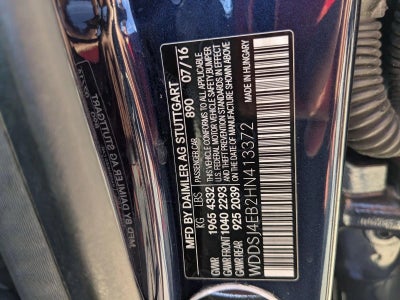 MFD BY DAIMLER AG STUTTGART 07/16
890
KG LBS PASSENGER CAR
GVWR 1965 4332
GAWR FRONT 1040 2293
GAWR REAR 925 2039
THIS VEHICLE CONFORMS TO ALL APPLICABLE
U.S. FEDERAL MOTOR VEHICLE SAFETY, BUMPER
AND THEFT PREVENTION STANDARDS IN EFFECT
ON THE DATE OF MANUFACTURE SHOWN ABOVE
MADE IN HUNGARY
WDDSJ4EB2HN413372